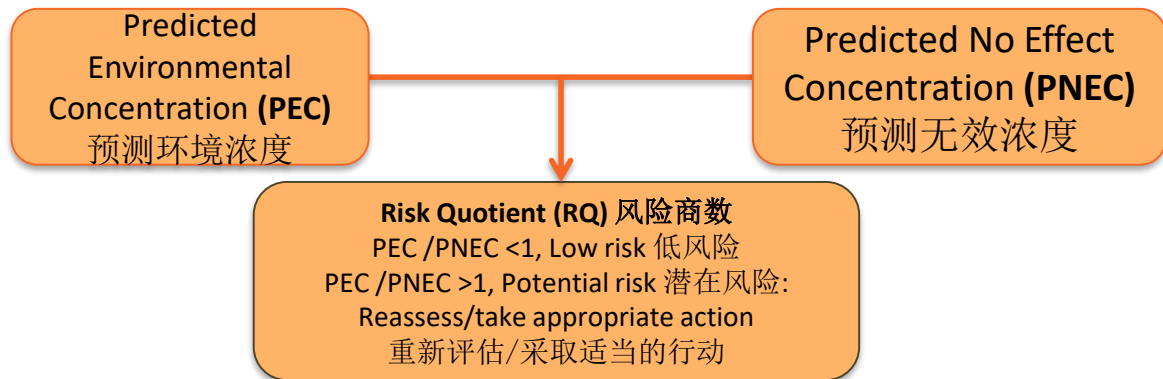 Predicted
Environmental
Concentration (PEC)
预测环境浓度
Predicted No Effect
Concentration (PNEC)
预测无效浓度
Risk Quotient (RQ) 风险商数
PEC /PNEC <1, Low risk 低风险
PEC /PNEC >1, Potential risk 潜在风险:
Reassess/take appropriate action
重新评估/采取适当的行动